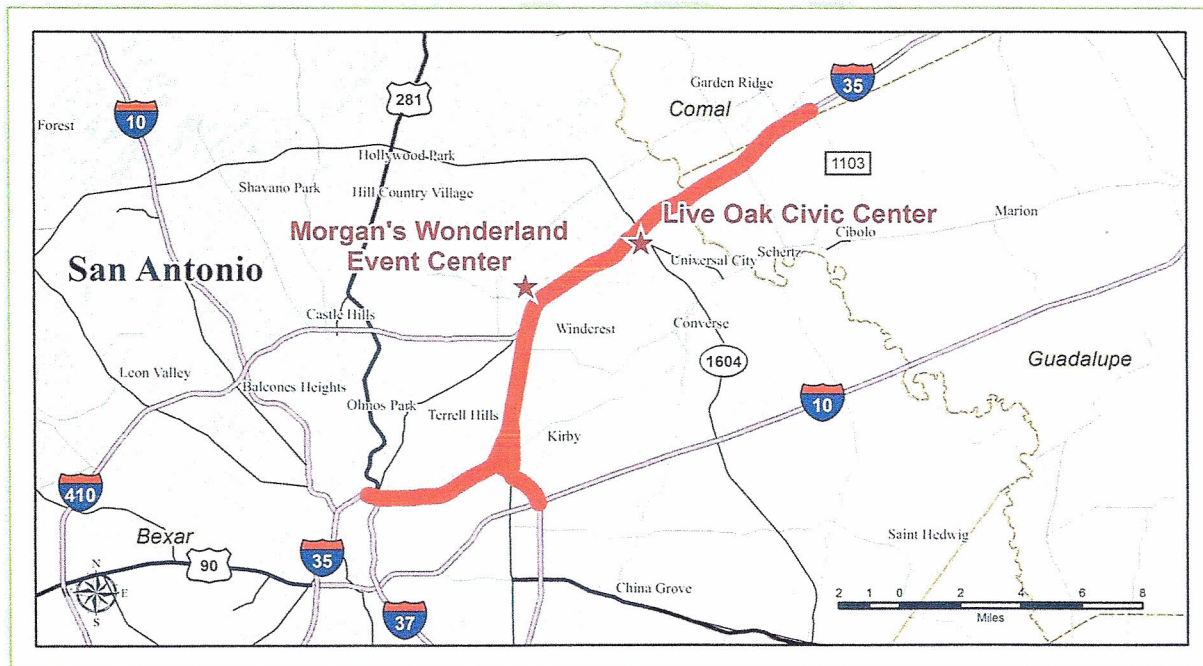 Garden Ridge
35
Comal
281
10
Forest
Hollywood Park
1103
Shavano Park
Hill Country Village
Live Oak Civic Center
Marion
Morgan's Wonderland
Event Center
Cibolo
Schertz
Universal City
San Antonio
Castle Hills
Windcrest
Converse
1604
Guadalupe
Leon Valley
Balcones Heights
10
Olmos Park
Terrell Hills
Kirby
410
Bexar
Saint Hedwig
35
90
N
E
S
China Grove
2 1 0 2 4 6 8
Miles
37